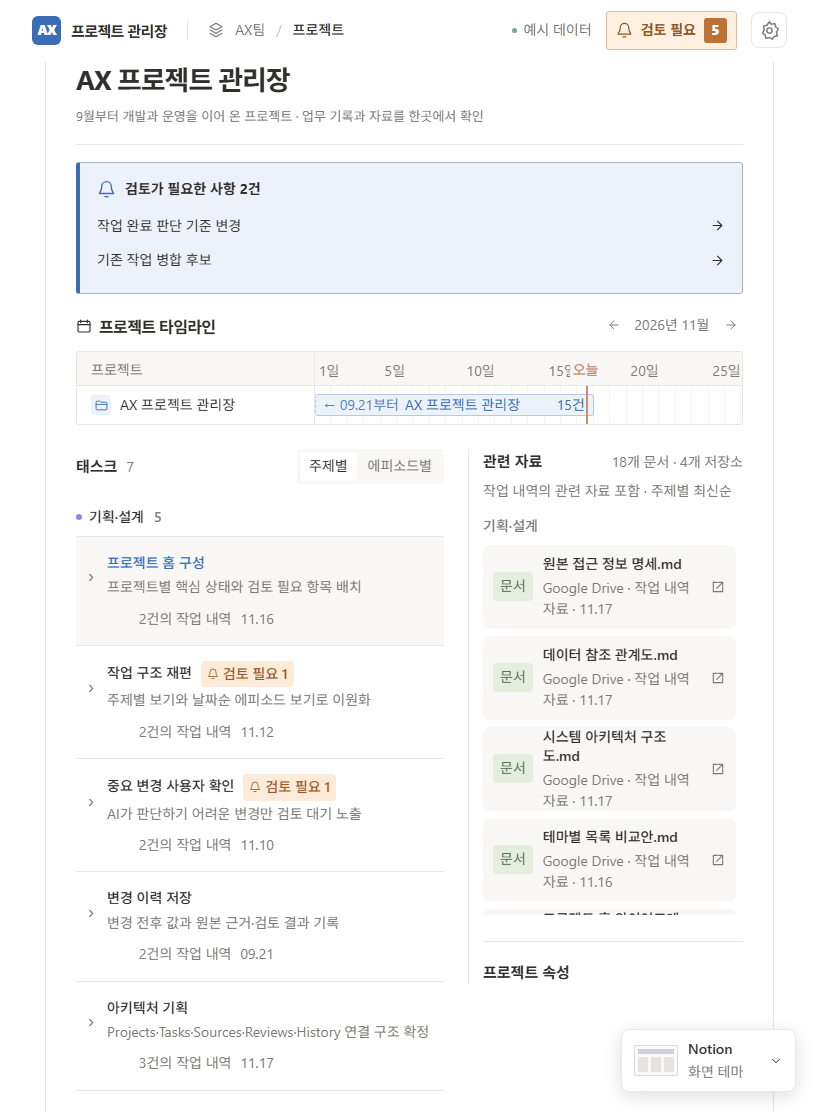 AX 프로젝트 관리장
AX팀 / 프로젝트
예시 데이터
검토 필요 5
AX 프로젝트 관리장
9월부터 개발과 운영을 이어 온 프로젝트 · 업무 기록과 자료를 한곳에서 확인
검토가 필요한 사항 2건
작업 완료 판단 기준 변경 →
기존 작업 병합 후보 →
프로젝트 타임라인
← 2026년 11월 →
프로젝트 1일 5일 10일 15일 오늘 20일 25일
AX 프로젝트 관리장 ← 09.21부터 AX 프로젝트 관리장 15건
태스크 7
주제별 에피소드별
기획·설계 5
프로젝트 홈 구성
프로젝트별 핵심 상태와 검토 필요 항목 배치
2건의 작업 내역 11.16
작업 구조 재편 검토 필요 1
주제별 보기와 날짜순 에피소드 보기로 이원화
2건의 작업 내역 11.12
중요 변경 사용자 확인 검토 필요 1
AI가 판단하기 어려운 변경만 검토 대기 노출
2건의 작업 내역 11.10
변경 이력 저장
변경 전후 값과 원본 근거·검토 결과 기록
2건의 작업 내역 09.21
아키텍처 기획
Projects·Tasks·Sources·Reviews·History 연결 구조 확정
3건의 작업 내역 11.17
관련 자료
18개 문서 · 4개 저장소
작업 내역의 관련 자료 포함 · 주제별 최신순
기획·설계
문서
원본 접근 정보 명세.md
Google Drive · 작업 내역
자료 · 11.17
문서
데이터 참조 관계도.md
Google Drive · 작업 내역
자료 · 11.17
문서
시스템 아키텍처 구조
도.md
Google Drive · 작업 내역
자료 · 11.17
문서
테마별 목록 비교안.md
Google Drive · 작업 내역
자료 · 11.16
프로젝트 속성
Notion
화면 테마